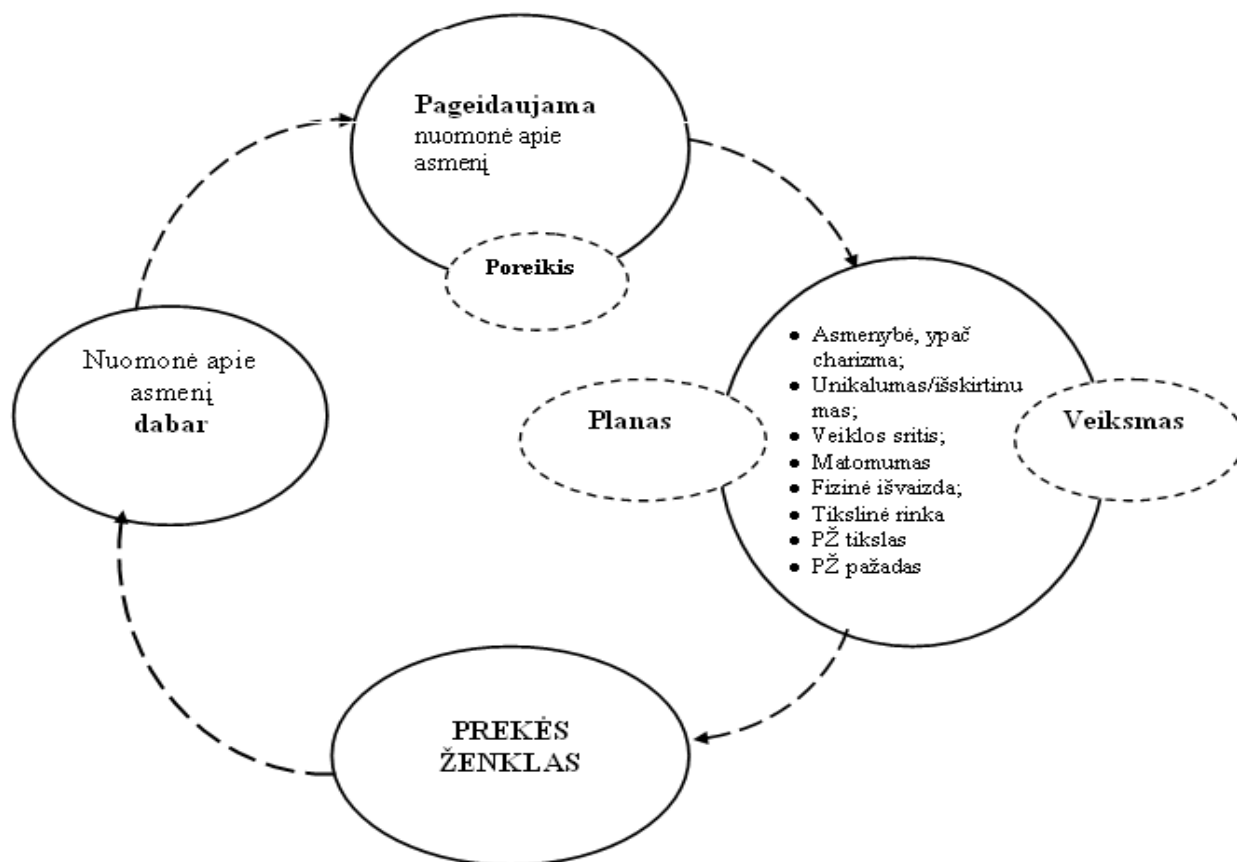 Pageidaujama
nuomonė apie
asmenį
Poreikis
Nuomonė apie
asmenį
dabar
Planas
• Asmenybė, ypač
charizma;
• Unikalumas/išskirtinu
mas;
• Veiklos sritis;
• Matomumas
• Fizinė išvaizda;
• Tikslinė rinka
• PŽ tikslas
• PŽ pažadas
Veiksmas
PREKĖS
ŽENKLAS